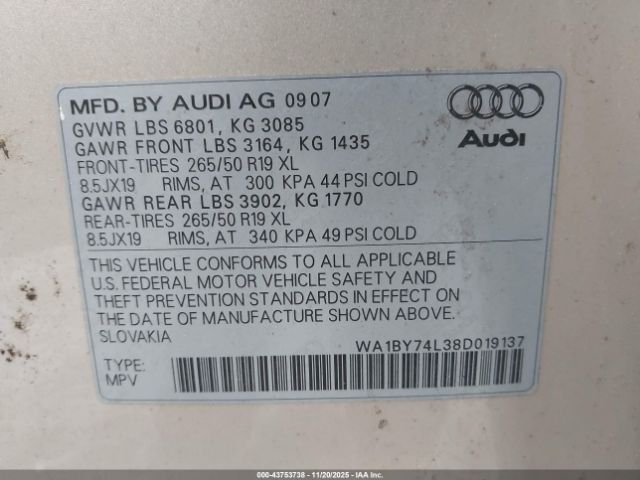 MFD. BY AUDI AG 09 07
GVWR LBS 6801, KG 3085
GAWR FRONT LBS 3164, KG 1435
FRONT-TIRES 265/50 R19 XL
8.5JX19 RIMS, AT 300 KPA 44 PSI COLD
GAWR REAR LBS 3902, KG 1770
REAR-TIRES 265/50 R19 XL
8.5JX19 RIMS, AT 340 KPA 49 PSI COLD
Audi
THIS VEHICLE CONFORMS TO ALL APPLICABLE
U.S. FEDERAL MOTOR VEHICLE SAFETY AND
THEFT PREVENTION STANDARDS IN EFFECT ON
THE DATE OF MANUFACTURE SHOWN ABOVE.
SLOVAKIA
WA1BY74L38D019137
TYPE:
MPV
000-43753738 - 11/20/2025 - IAA, Inc.